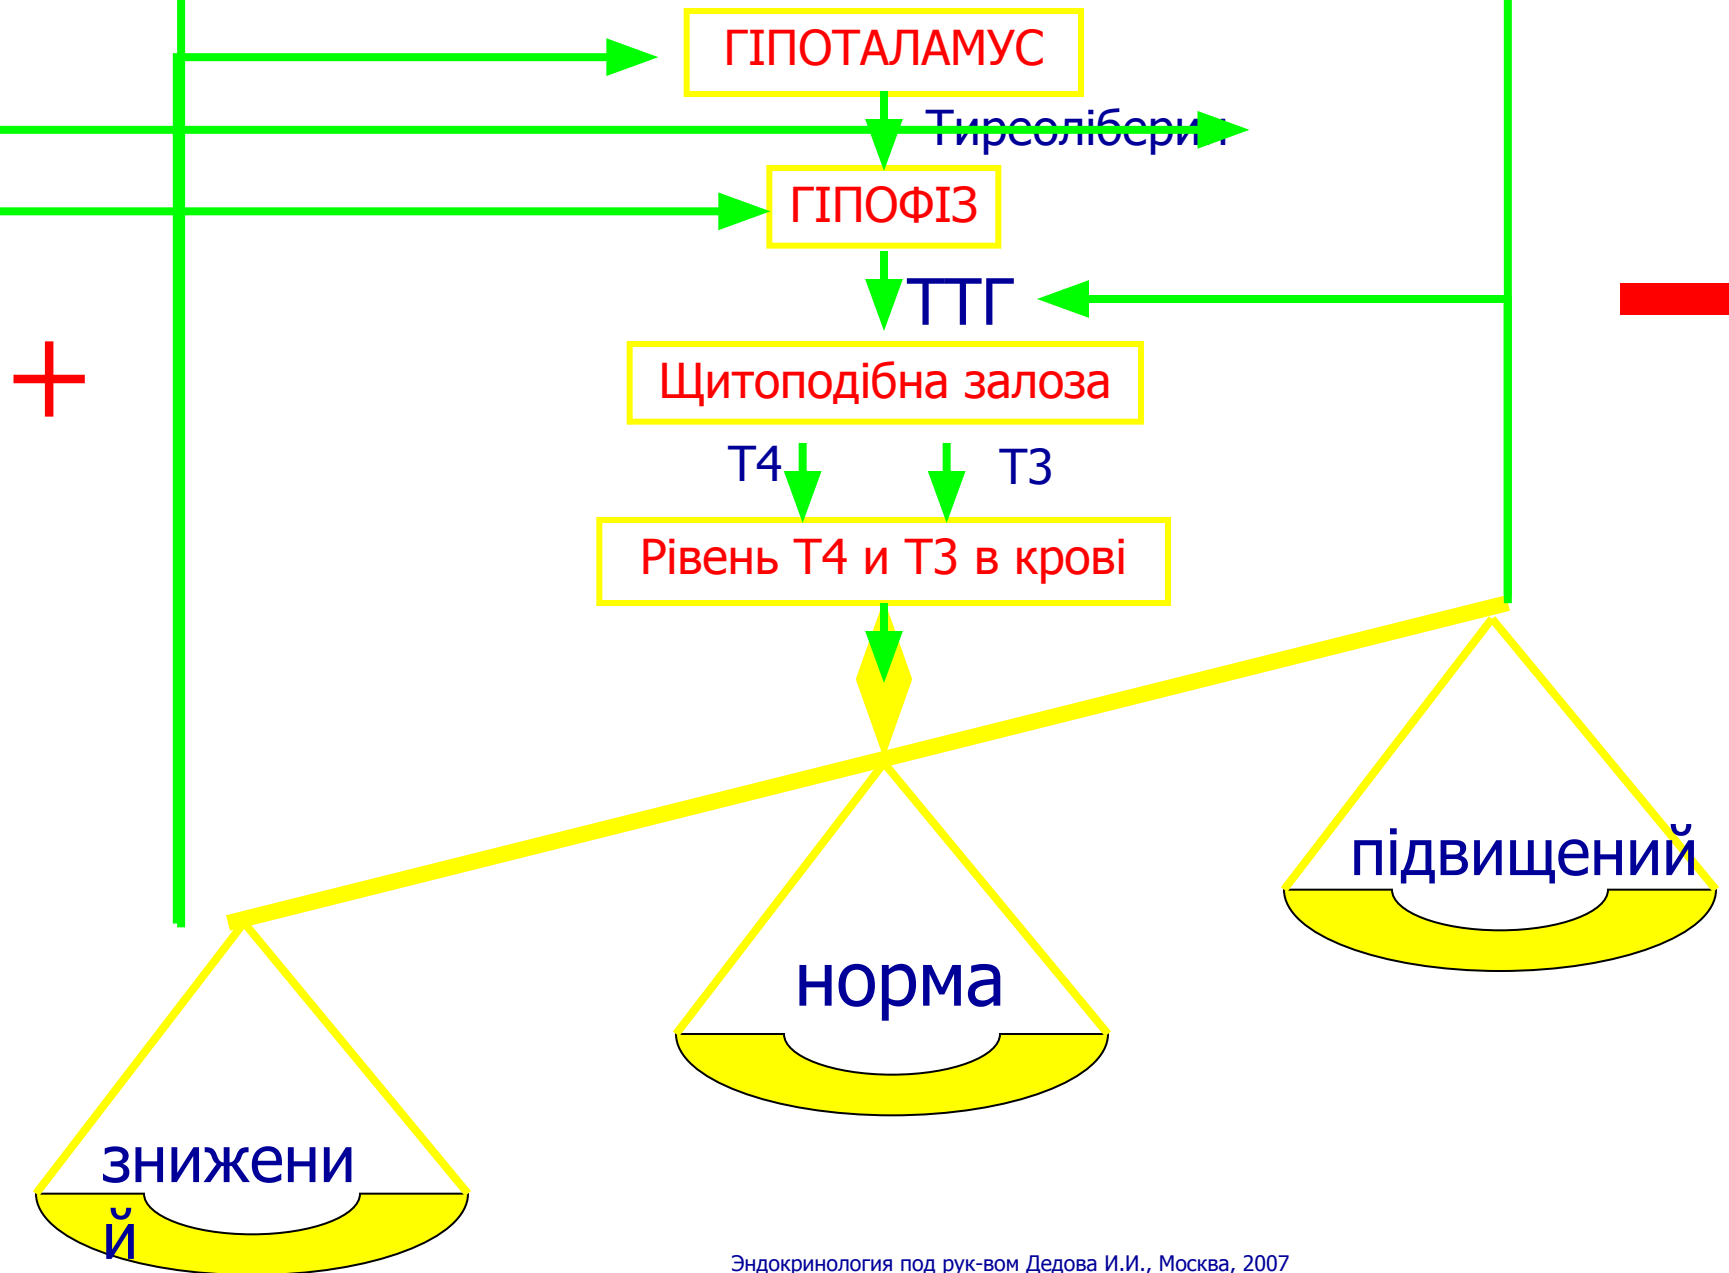 ГІПОТАЛАМУС
Тиреоліберин
ГІПОФІЗ
ТТГ
+
Щитоподібна залоза
Т4 Т3
Рівень Т4 и Т3 в крові
підвищений
норма
знижени
й
Эндокринология под рук-вом Дедова И.И., Москва, 2007